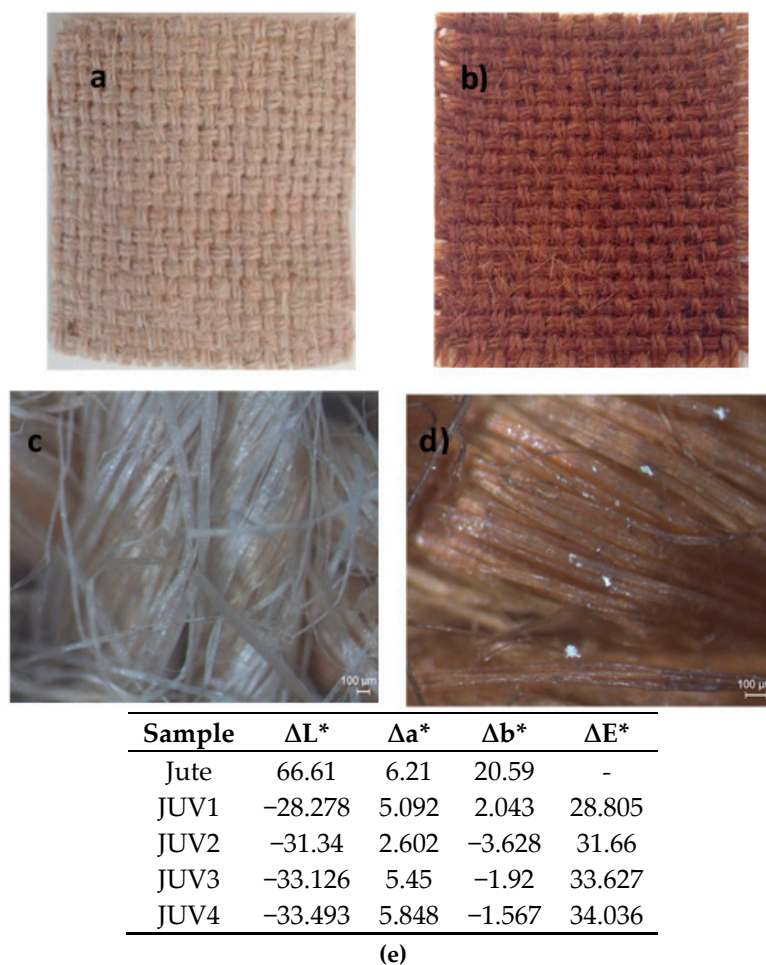 a
b)
c
d)
100 µm
100 µm
Sample ΔL* Δa* Δb* ΔE*
Jute 66.61 6.21 20.59 -
JUV1 −28.278 5.092 2.043 28.805
JUV2 −31.34 2.602 −3.628 31.66
JUV3 −33.126 5.45 −1.92 33.627
JUV4 −33.493 5.848 −1.567 34.036
(e)